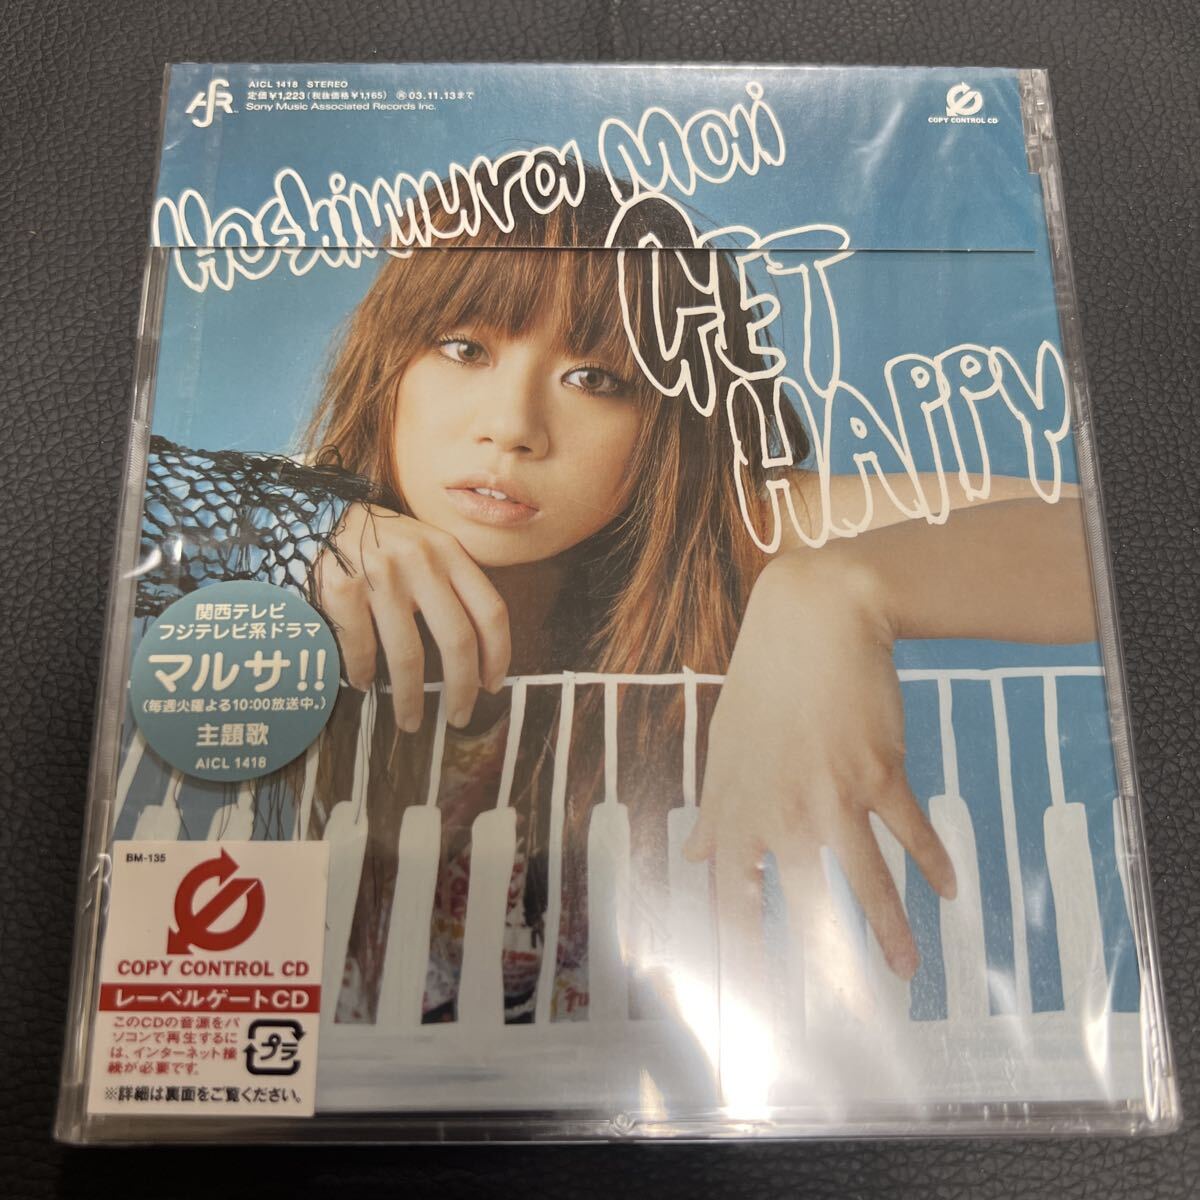 AICL 1418 STEREO
定価¥1,223(税抜価格¥1,165) Ⓡ03.11.13まで
Sony Music Associated Records Inc.
COPY CONTROL CD
Hoshimura Mai
GET
HAPPY
関西テレビ
フジテレビ系ドラマ
マルサ!!
(毎週火曜よる10:00放送中。)
主題歌
AICL 1418
BM-135
COPY CONTROL CD
レーベルゲートCD
このCDの音源をパ
ソコンで再生するに
は、インターネット接
続が必要です。
プラ
※詳細は裏面をご覧ください。